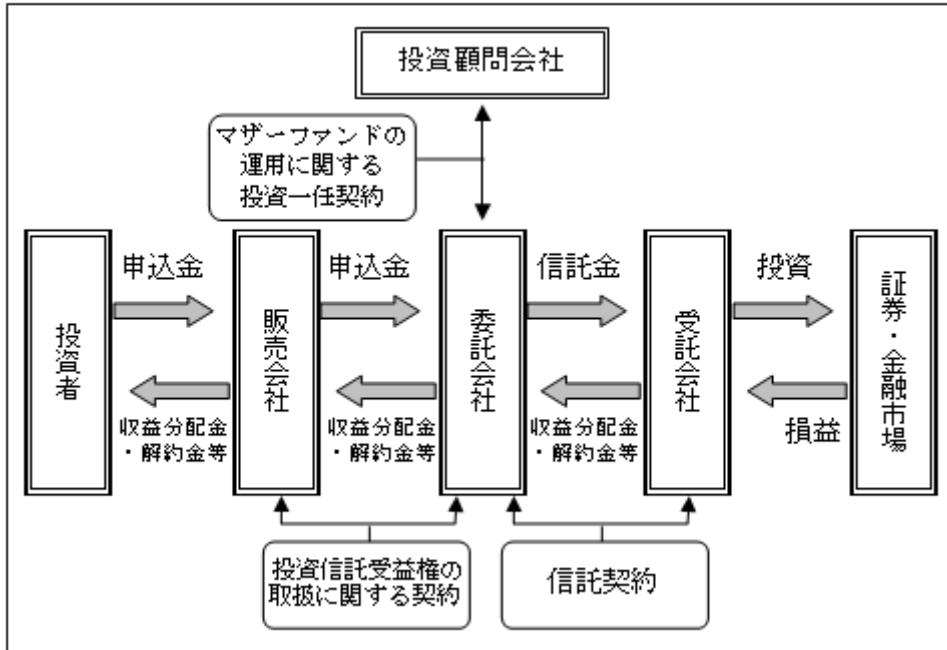 投資顧問会社
マザーファンドの
運用に関する
投資一任契約
投資者
申込金
収益分配金
・解約金等
販売会社
申込金
収益分配金
・解約金等
委託会社
信託金
収益分配金
・解約金等
受託会社
投資
損益
証券・金融市場
投資信託受益権の
取扱に関する契約
信託契約